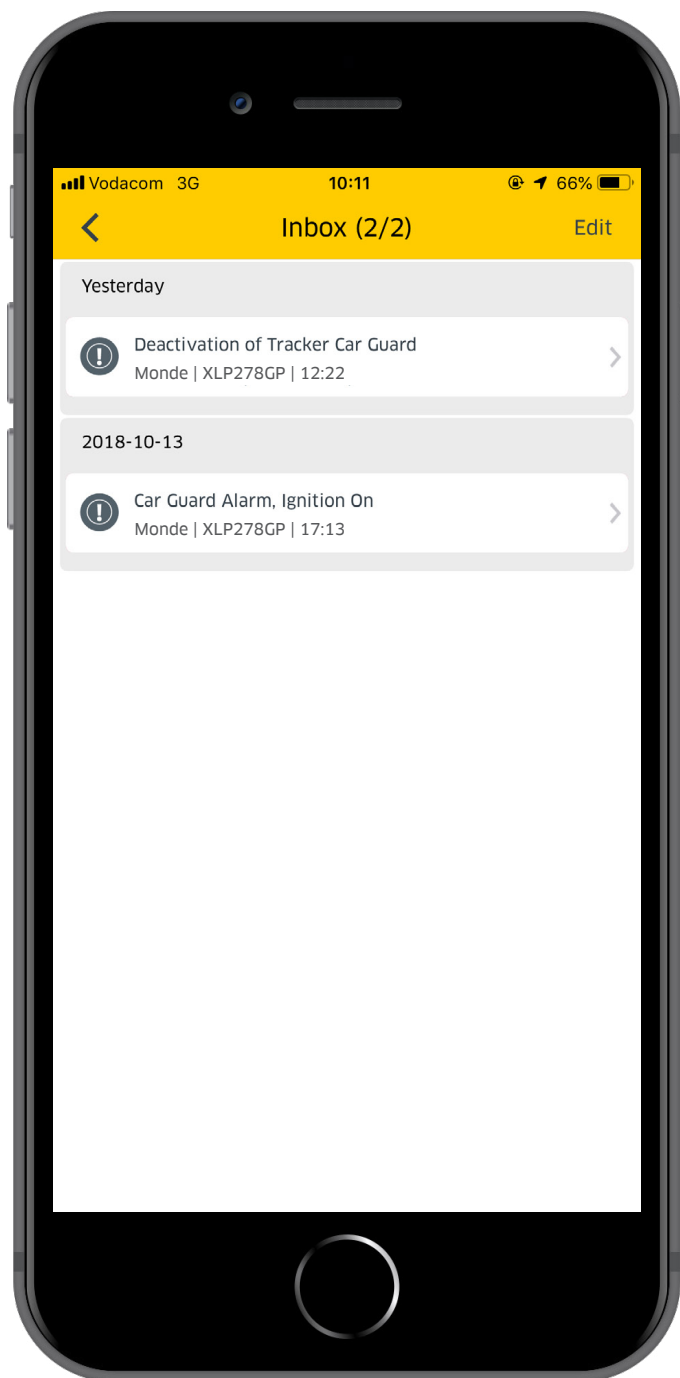 Vodacom 3G 10:11 66%
Inbox (2/2) Edit
Yesterday
Deactivation of Tracker Car Guard
Monde | XLP278GP | 12:22
2018-10-13
Car Guard Alarm, Ignition On
Monde | XLP278GP | 17:13